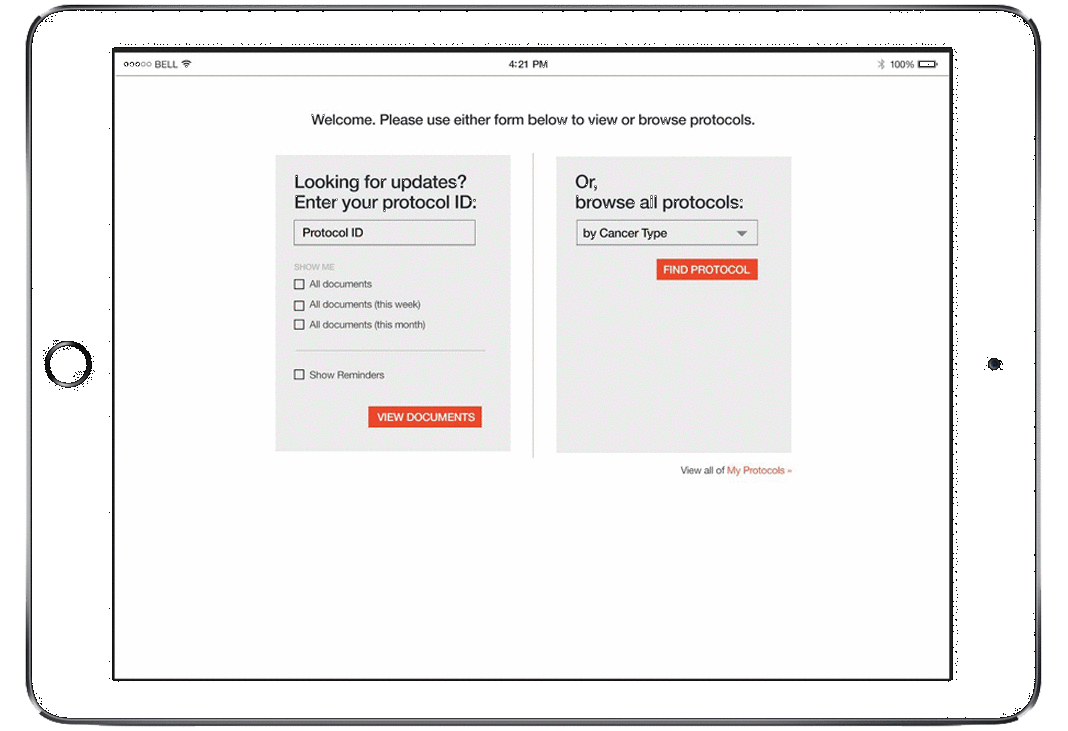 BELL
4:21 PM
100%
Welcome. Please use either form below to view or browse protocols.
Looking for updates?
Enter your protocol ID:
Protocol ID
SHOW ME
All documents
All documents (this week)
All documents (this month)
Show Reminders
VIEW DOCUMENTS
Or,
browse all protocols:
by Cancer Type
FIND PROTOCOL
View all of My Protocols »